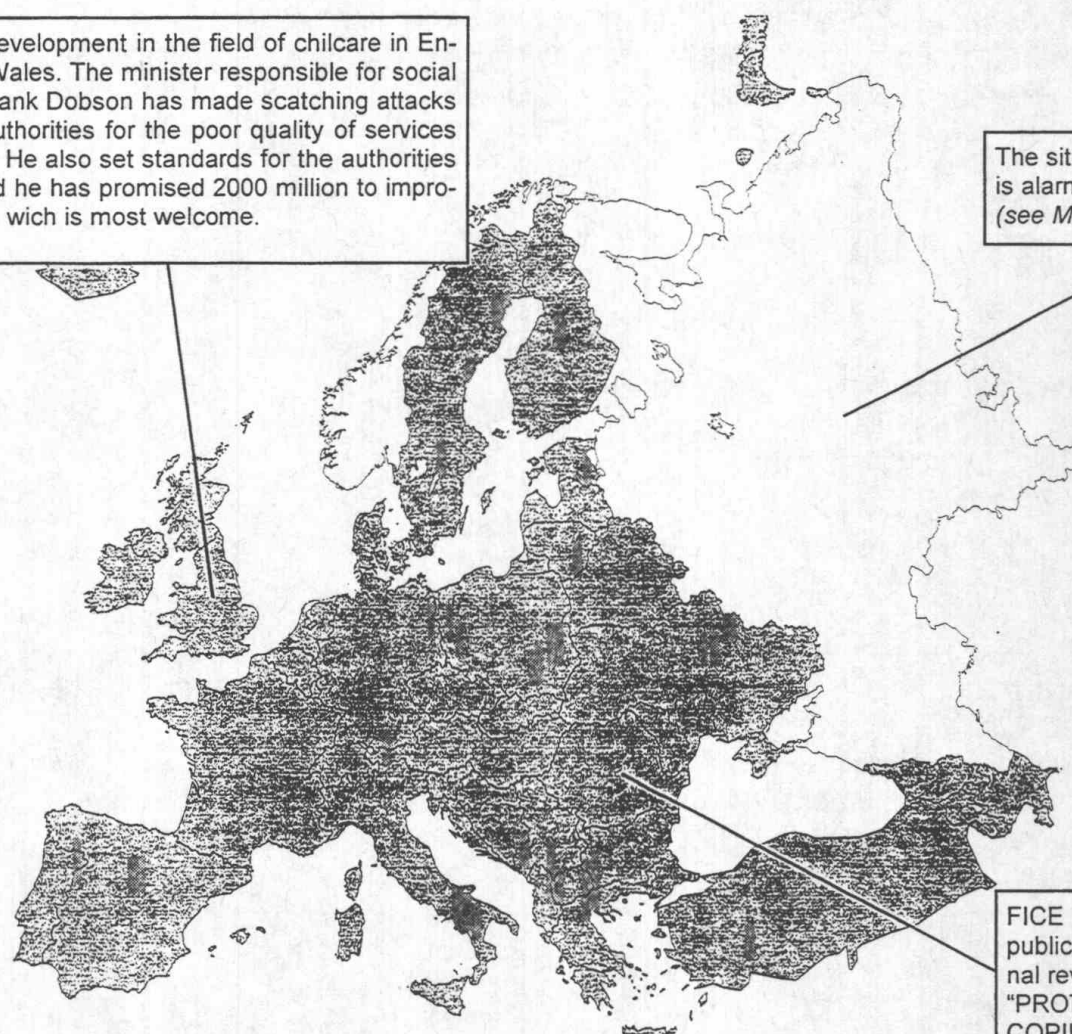 evelopment in the field of chilcare in En-
Vales. The minister responsible for social
ank Dobson has made scatching attacks
uthorities for the poor quality of services
He also set standards for the authorities
d he has promised 2000 million to impro-
wich is most welcome.
The sit
is alarn
(see M
FICE
public
nal rev
"PROT
COPII